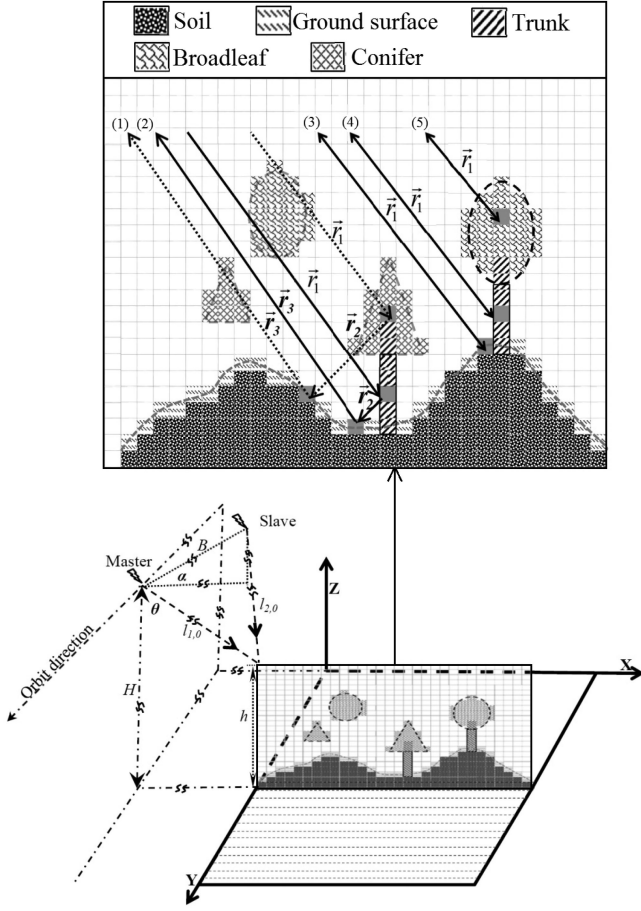 Soil Ground surface Trunk
Broadleaf Conifer
(1) (2) (3) (4) (5)
r⃗₁
r⃗₁ r⃗₁
r⃗₁ r⃗₁
r⃗₃ r⃗₂
r⃗₃
r⃗₂
Slave
Master B
α
θ Z
l₁,₀ l₂,₀
Orbit direction
X
H h
Y